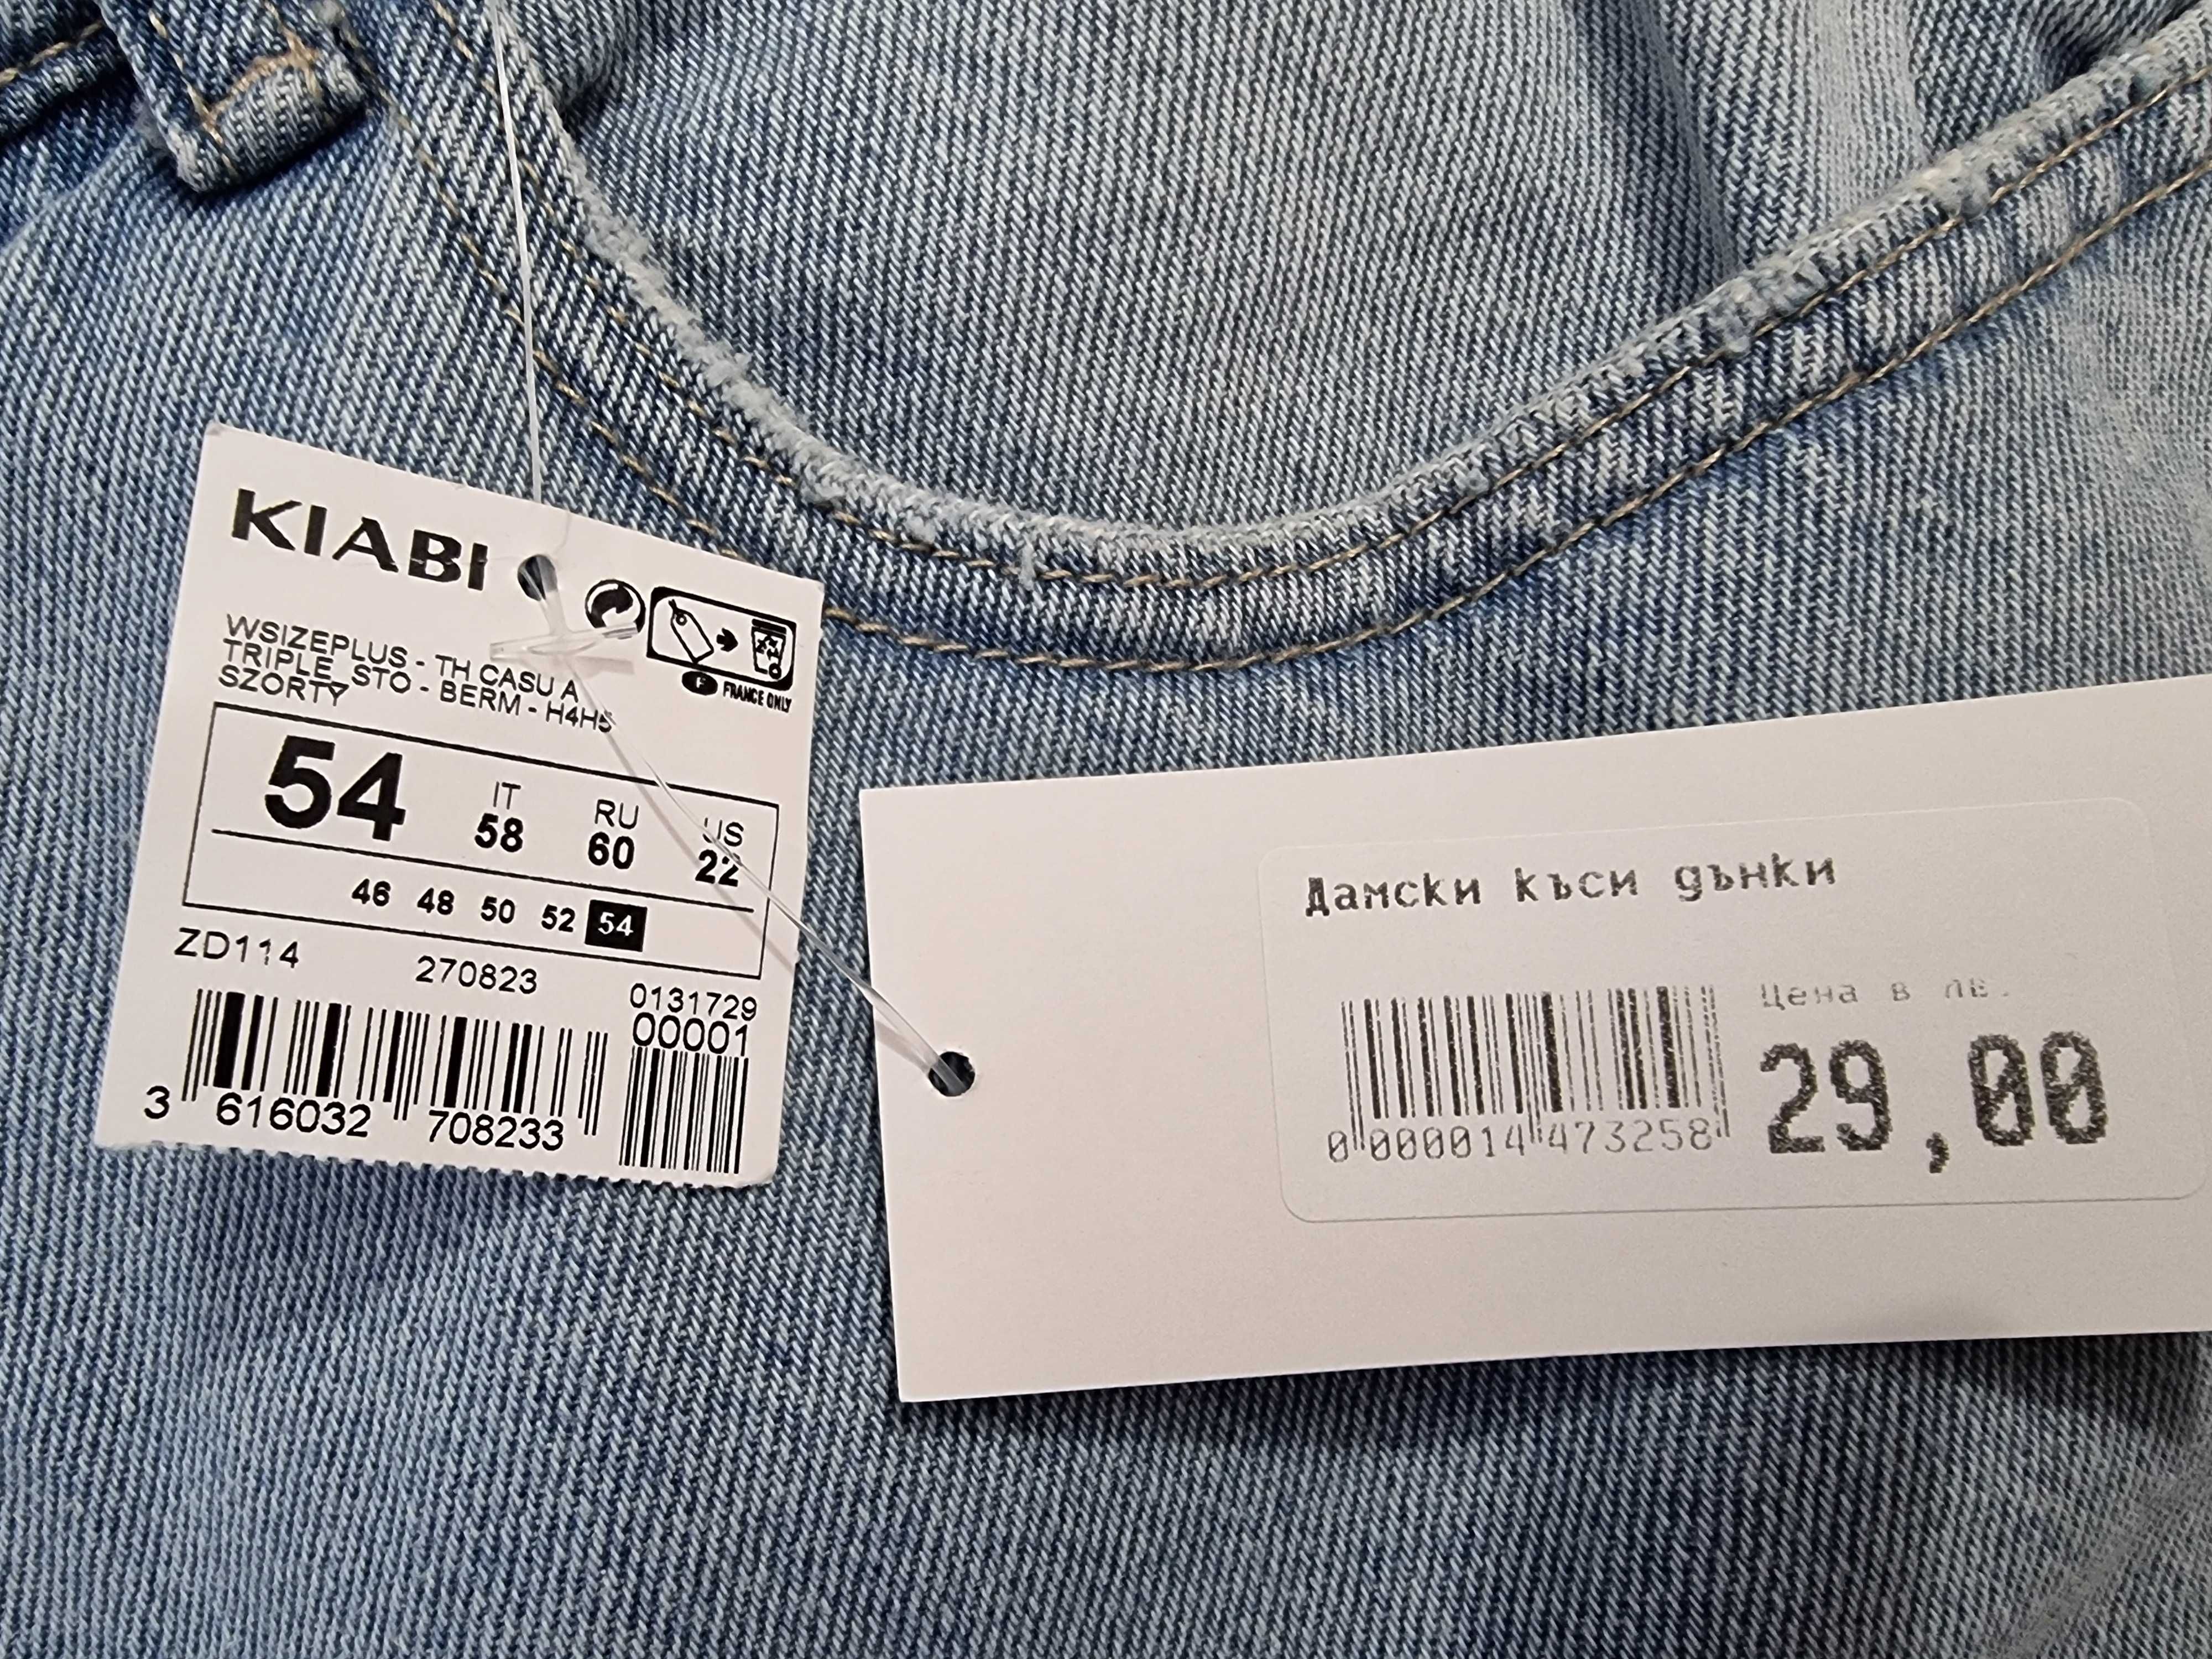 KIABI
WSIZEPLUS - TH CASU A
TRIPLE_STO - BERM - H4H5
SZORTY
F FRANCE ONLY
54 IT 58 RU 60 US 22
46 48 50 52 54
ZD114 270823
0131729
00001
3 616032 708233
Дамски къси дънки
Цена в лв.
29,00
0 000014 473258